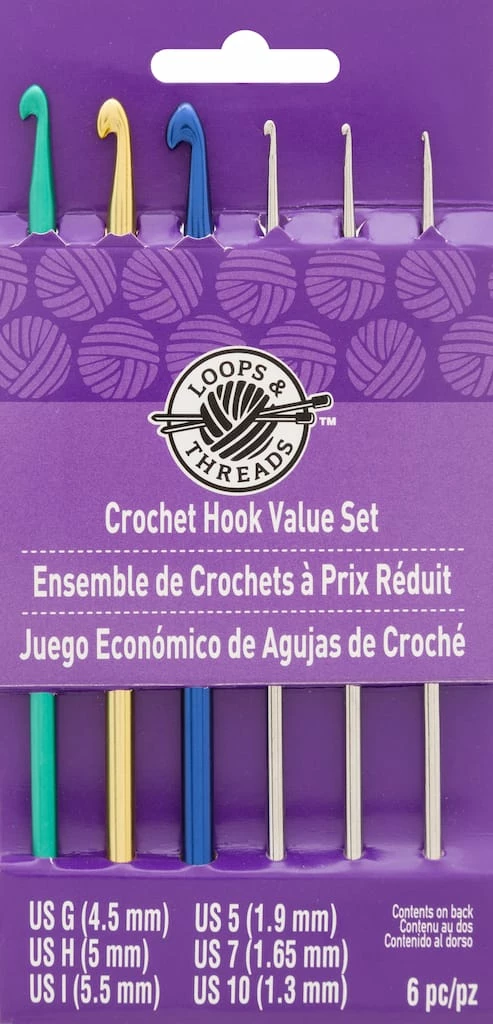 LOOPS &
THREADS
TM
Crochet Hook Value Set
Ensemble de Crochets à Prix Réduit
Juego Económico de Agujas de Croché
US G (4.5 mm)
US H (5 mm)
US I (5.5 mm)
US 5 (1.9 mm)
US 7 (1.65 mm)
US 10 (1.3 mm)
Contents on back
Contenu au dos
Contenido al dorso
6 pc/pz